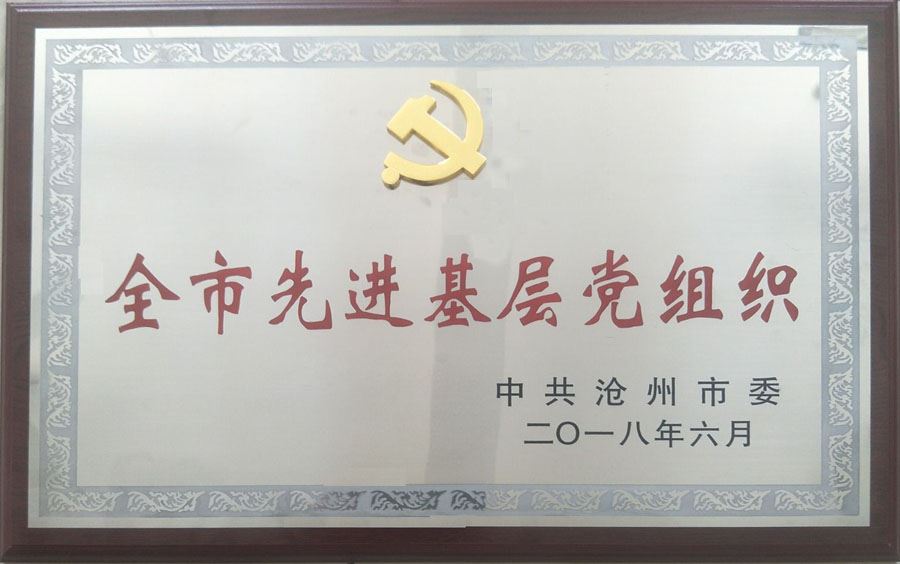 全市先进基层党组织
中共沧州市委
二〇一八年六月